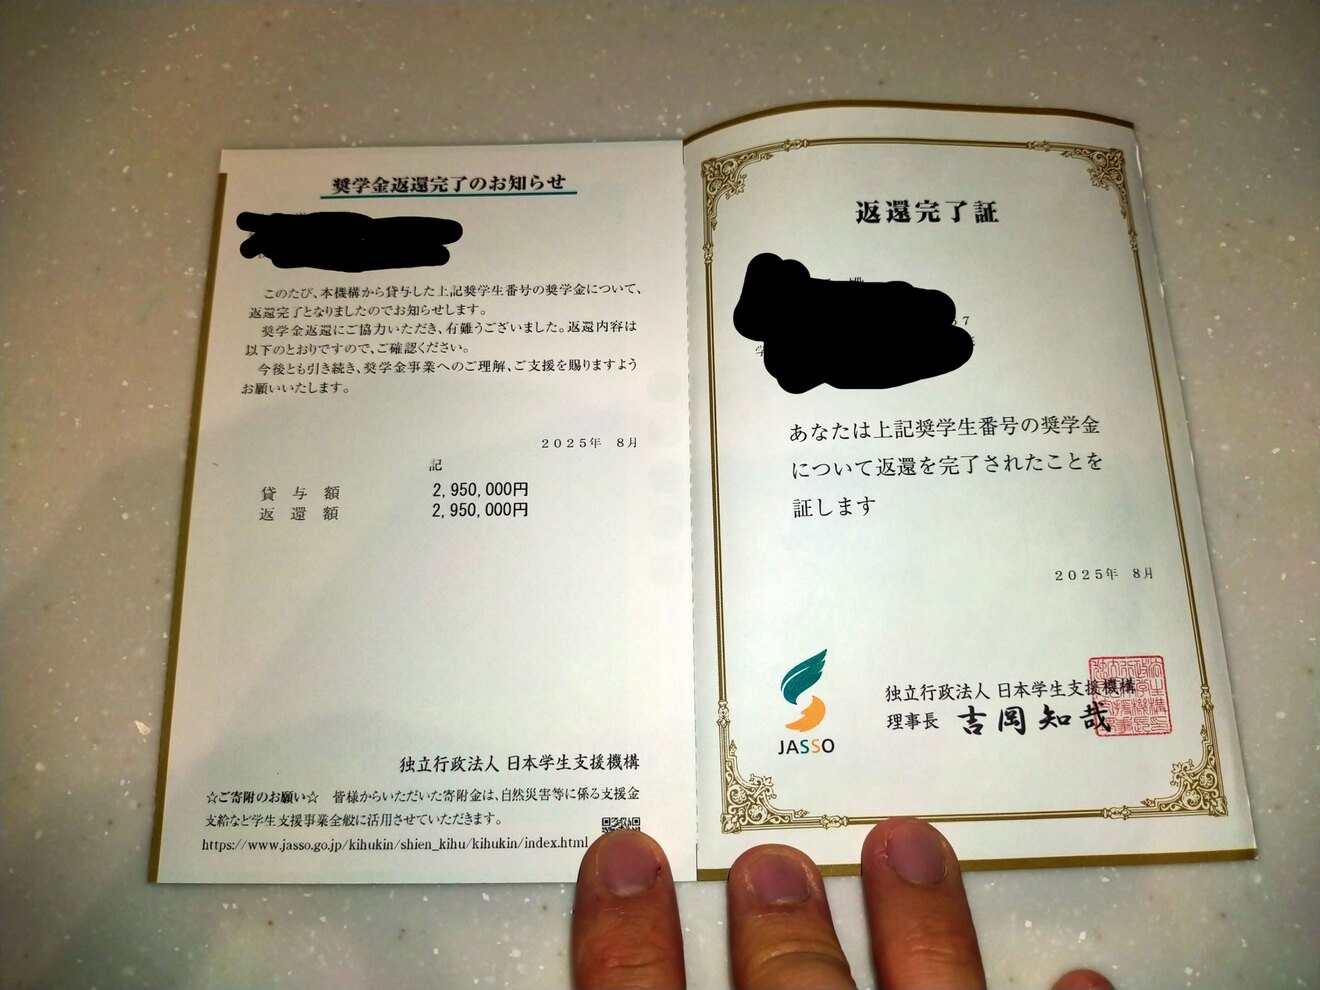 奨学金返還完了のお知らせ
このたび、本機構から貸与した上記奨学生番号の奨学金について、
返還完了となりましたのでお知らせします。
奨学金返還にご協力いただき、有難うございました。返還内容は
以下のとおりですので、ご確認ください。
今後とも引き続き、奨学金事業へのご理解、ご支援を賜りますよう
お願いいたします。
2025年 8月
記
貸与額 2,950,000円
返還額 2,950,000円
独立行政法人 日本学生支援機構
☆ご寄附のお願い☆ 皆様からいただいた寄附金は、自然災害等に係る支援金
支給など学生支援事業全般に活用させていただきます。
https://www.jasso.go.jp/kihukin/shien_kihu/kihukin/index.html
返還完了証
7
学
あなたは上記奨学生番号の奨学金
について返還を完了されたことを
証します
2025年 8月
JASSO
独立行政法人 日本学生支援機構
理事長 吉岡知哉